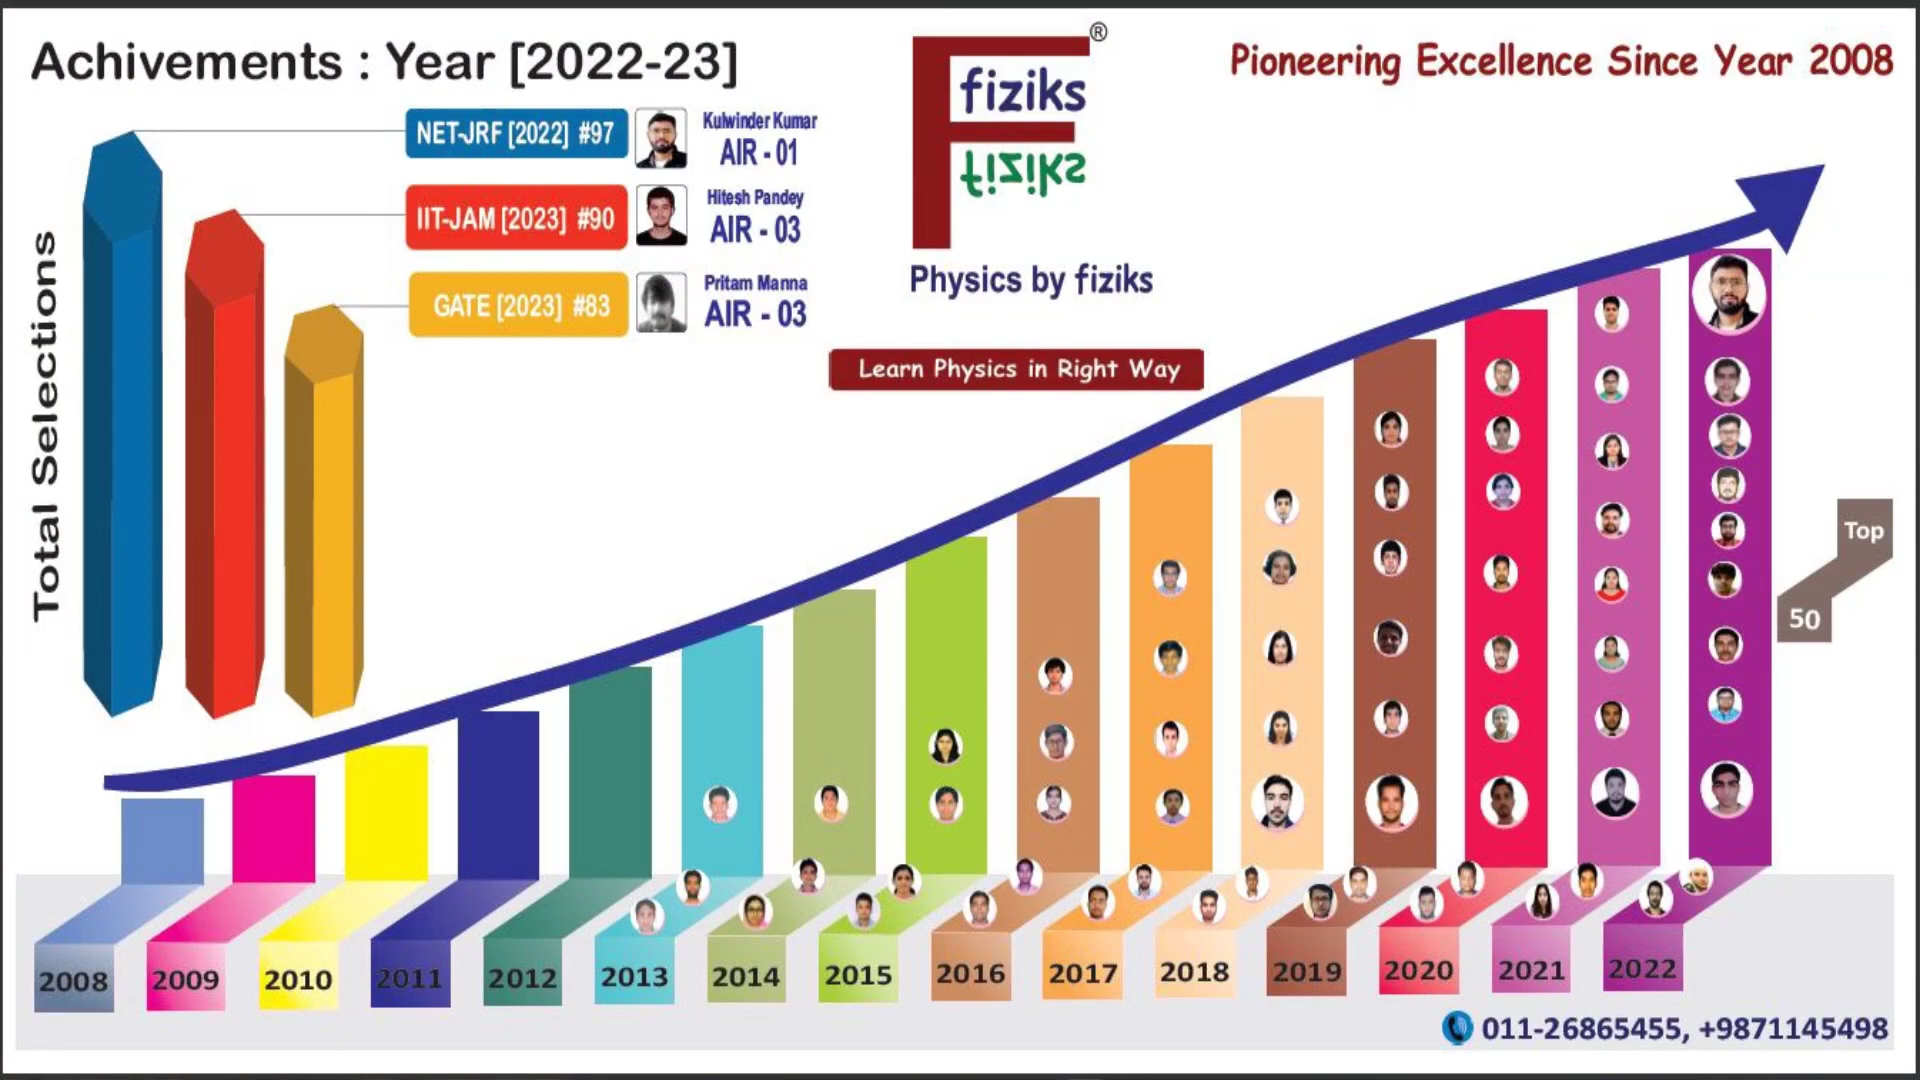 Achivements : Year [2022-23]
fiziks
®
fiziks
Physics by fiziks
Learn Physics in Right Way
Pioneering Excellence Since Year 2008
Total Selections
NET-JRF [2022] #97
Kulwinder Kumar
AIR - 01
IIT-JAM [2023] #90
Hitesh Pandey
AIR - 03
GATE [2023] #83
Pritam Manna
AIR - 03
Top
50
2008
2009
2010
2011
2012
2013
2014
2015
2016
2017
2018
2019
2020
2021
2022
011-26865455, +9871145498